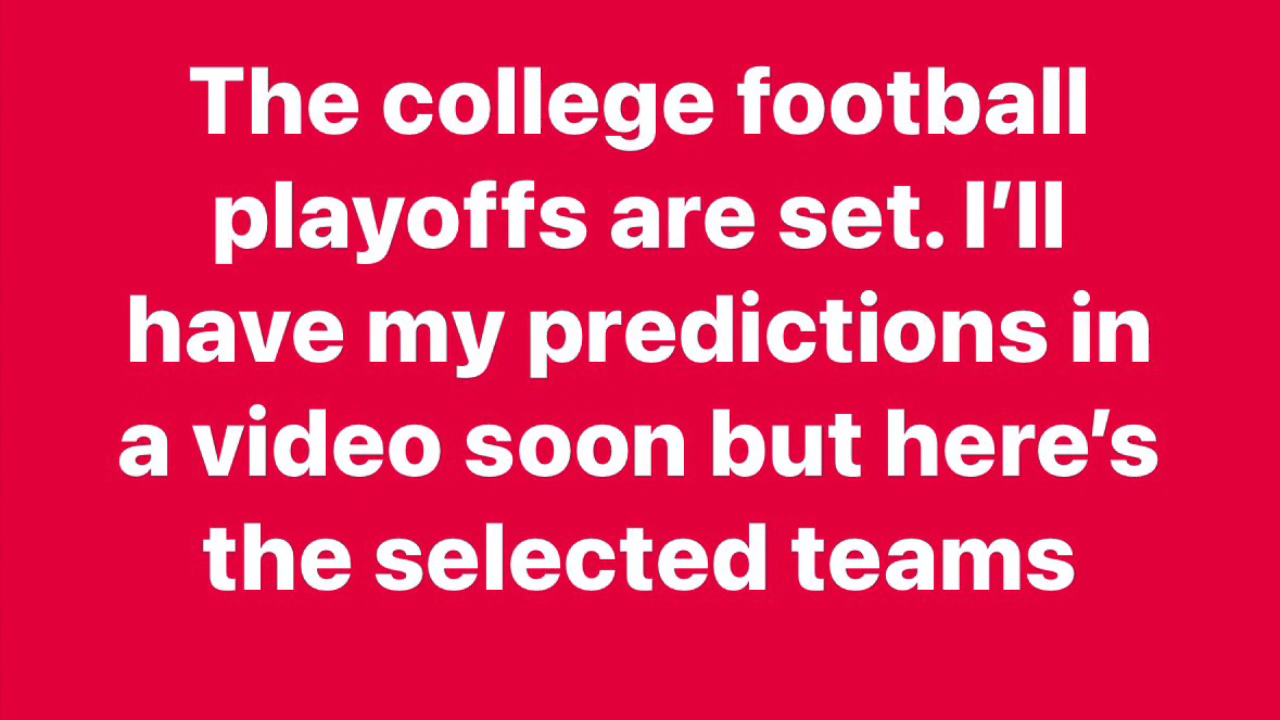 The college football
playoffs are set. I’ll
have my predictions in
a video soon but here’s
the selected teams